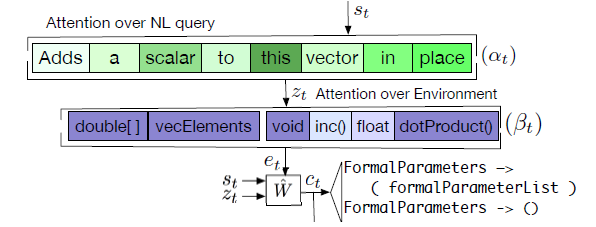 s_t
Attention over NL query
Adds a scalar to this vector in place (α_t)
z_t Attention over Environment
double[ ] vecElements void inc() float dotProduct() (β_t)
e_t
s_t Ŵ c_t FormalParameters –>
z_t ( formalParameterList )
FormalParameters -> ()